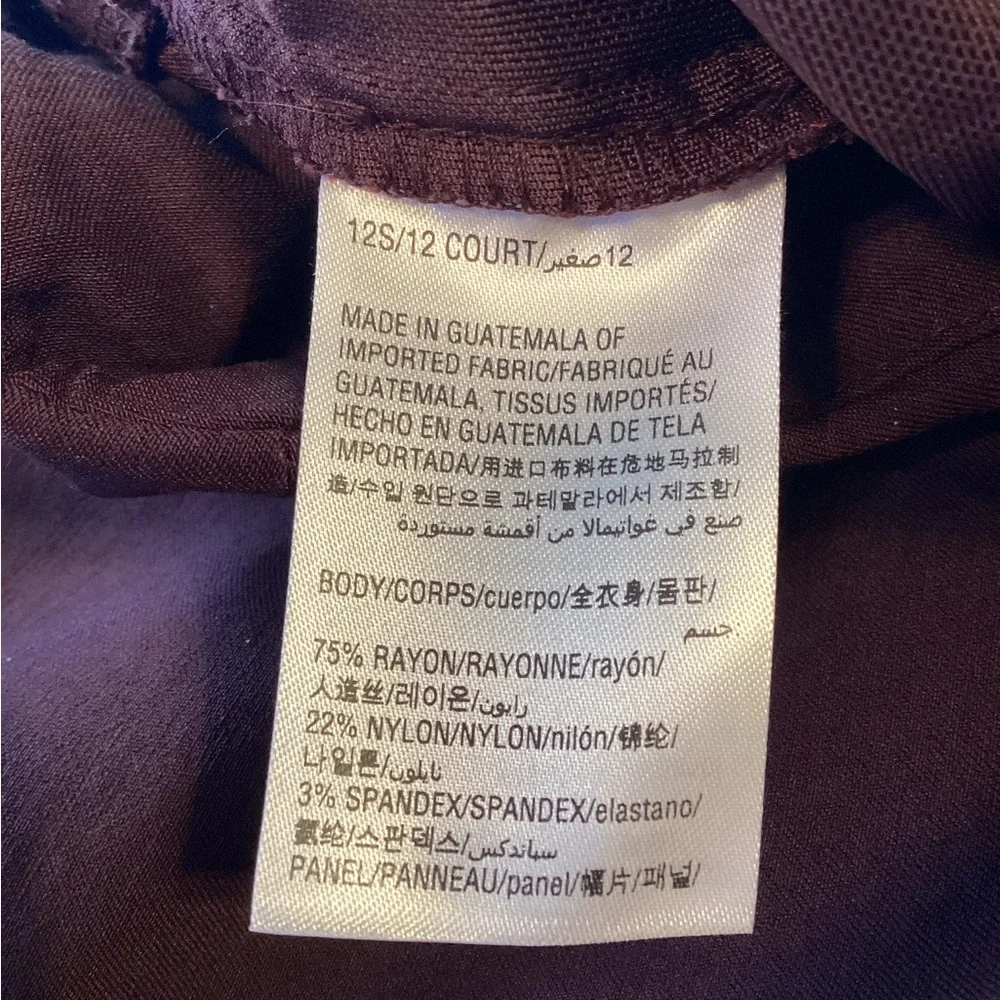 12S/12 COURT/صغير 12
MADE IN GUATEMALA OF
IMPORTED FABRIC/FABRIQUÉ AU
GUATEMALA, TISSUS IMPORTÉS/
HECHO EN GUATEMALA DE TELA
IMPORTADA/用进口布料在危地马拉制
造/수입 원단으로 과테말라에서 제조함/
صنع في غواتيمالا من أقمشة مستوردة
BODY/CORPS/cuerpo/全衣身/몸판/
جسم
75% RAYON/RAYONNE/rayón/
人造丝/레이온/رايون
22% NYLON/NYLON/nilón/锦纶/
나일론/نايلون
3% SPANDEX/SPANDEX/elastano/
氨纶/스판덱스/سباندكس
PANEL/PANNEAU/panel/幅片/패널/